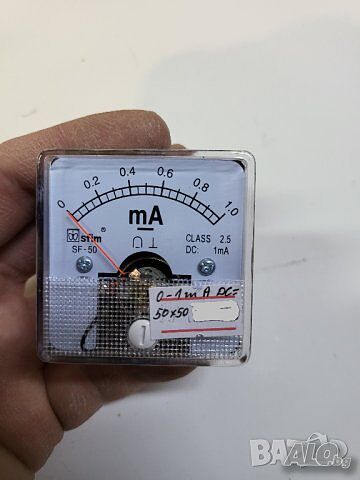 0 0.2 0.4 0.6 0.8 1.0
mA
sfim ®
SF-50
CLASS 2.5
DC: 1mA
0-1mA DC=
50x50
BAZAR.bg